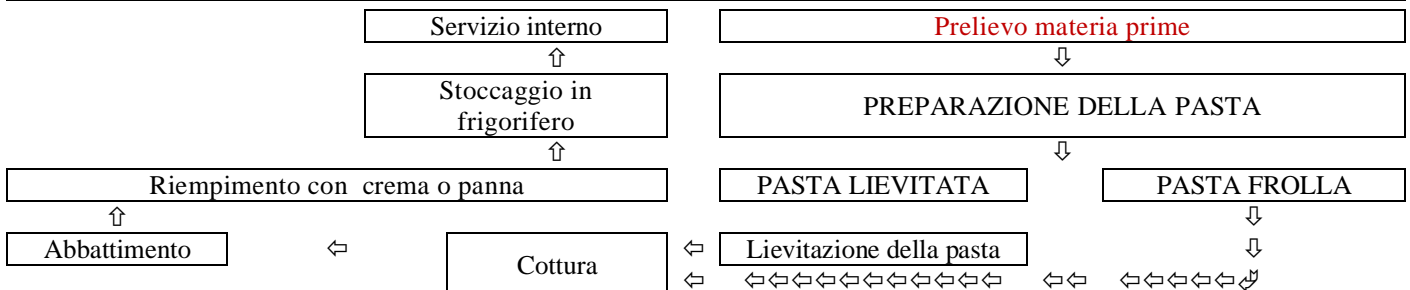 Servizio interno
Prelievo materia prime
Stoccaggio in
frigorifero
PREPARAZIONE DELLA PASTA
Riempimento con crema o panna
PASTA LIEVITATA
PASTA FROLLA
Abbattimento
Cottura
Lievitazione della pasta